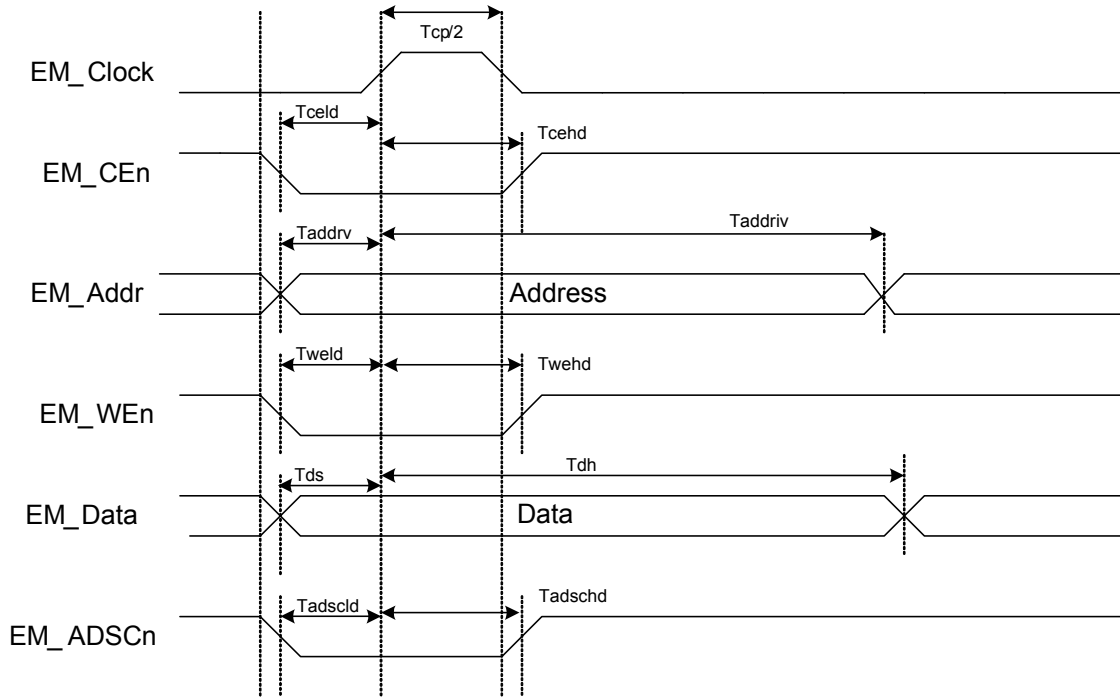 Tcp/2
EM_Clock
Tceld
Tcehd
EM_CEn
Taddrv
Taddriv
EM_Addr
Address
Tweld
Twehd
EM_WEn
Tds
Tdh
EM_Data
Data
Tadscld
Tadschd
EM_ADSCn